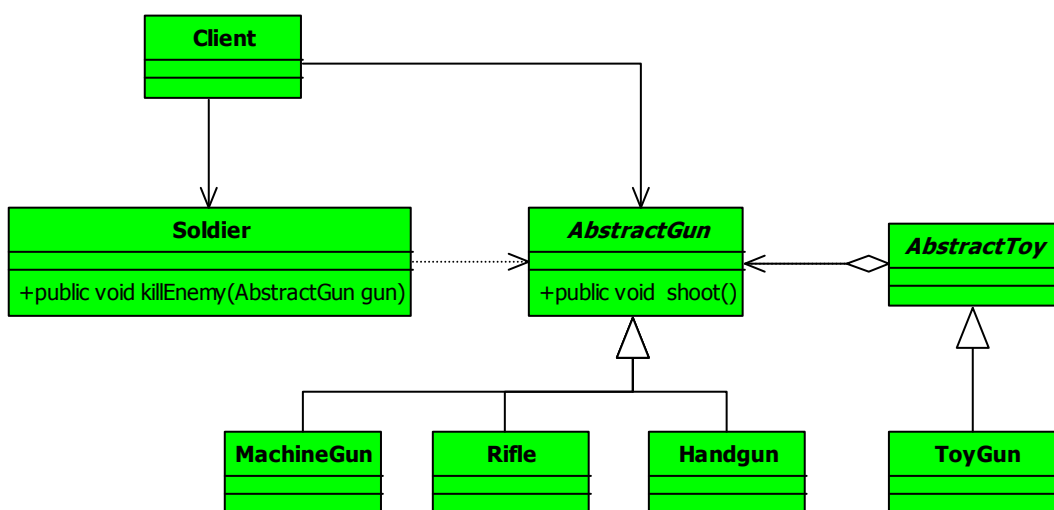 Client
Soldier
+public void killEnemy(AbstractGun gun)
AbstractGun
+public void shoot()
AbstractToy
MachineGun
Rifle
Handgun
ToyGun